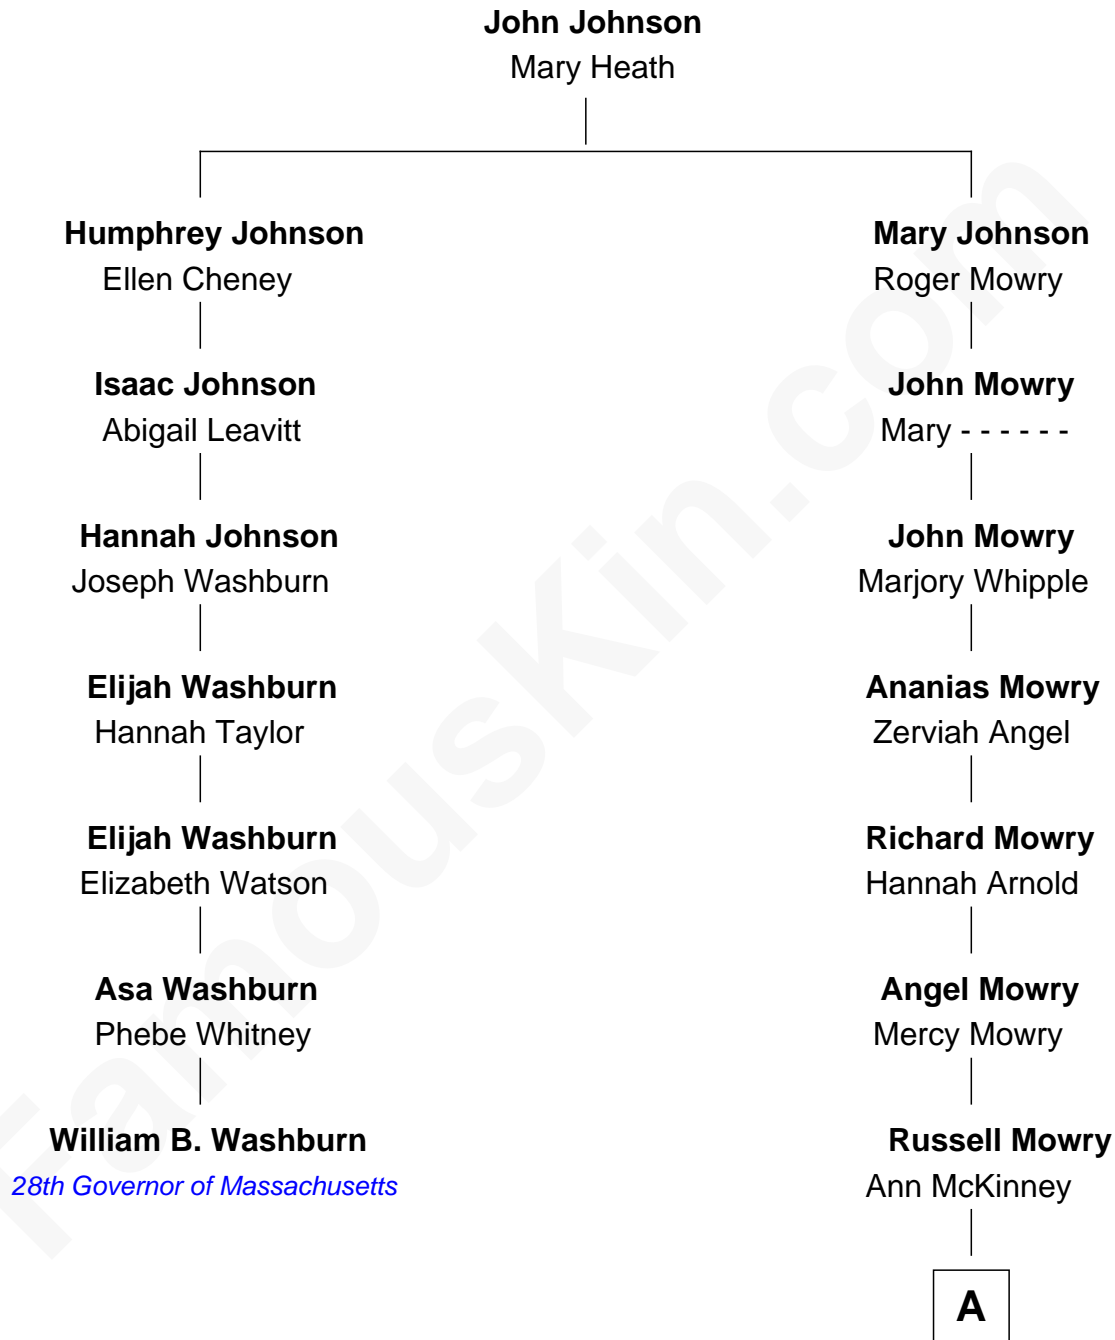 John Johnson
Mary Heath
Humphrey Johnson
Ellen Cheney
Mary Johnson
Roger Mowry
Isaac Johnson
Abigail Leavitt
John Mowry
Mary - - - - - -
Hannah Johnson
Joseph Washburn
John Mowry
Marjory Whipple
Elijah Washburn
Hannah Taylor
Ananias Mowry
Zerviah Angel
Elijah Washburn
Elizabeth Watson
Richard Mowry
Hannah Arnold
Asa Washburn
Phebe Whitney
Angel Mowry
Mercy Mowry
William B. Washburn
28th Governor of Massachusetts
Russell Mowry
Ann McKinney
A
FamousKin.com